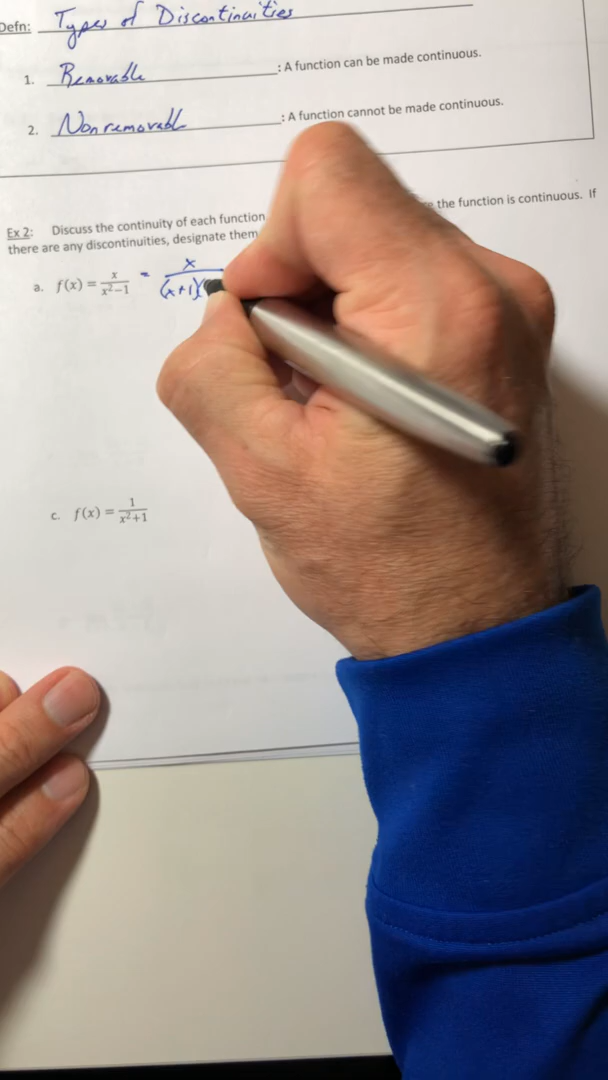 Defn: Types of Discontinuities
1. Removable : A function can be made continuous.
2. Nonremovable : A function cannot be made continuous.
Ex 2: Discuss the continuity of each function the function is continuous. If
there are any discontinuities, designate them
a. f(x) = x/(x²−1) = x/(x+1)(
c. f(x) = 1/(x²+1)